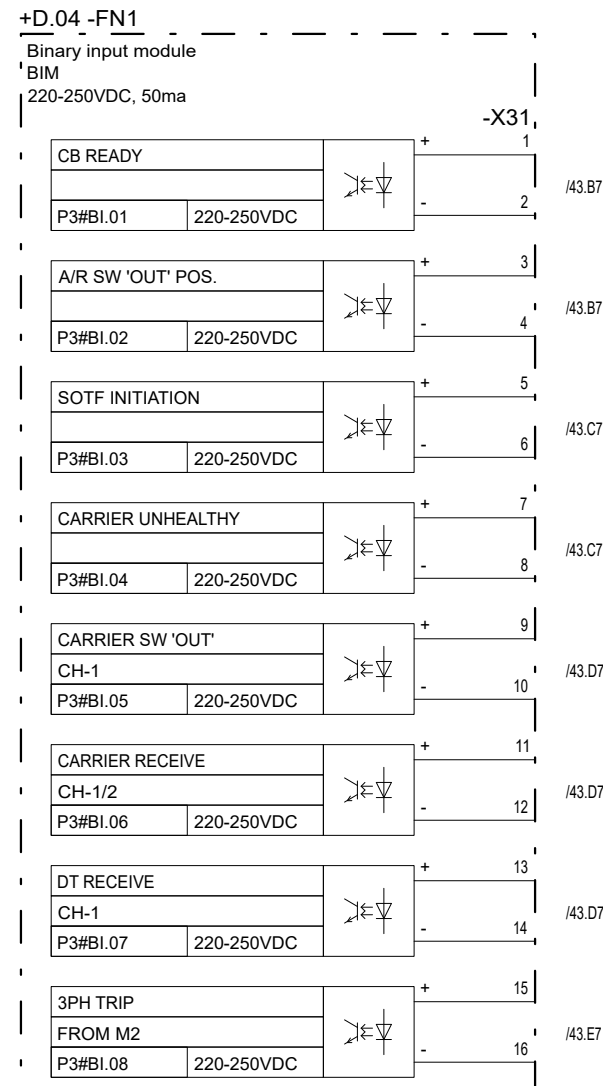 +D.04 -FN1
Binary input module
BIM
220-250VDC, 50ma
-X31
CB READY + 1
/43.B7
P3#BI.01 220-250VDC - 2
A/R SW 'OUT' POS. + 3
/43.B7
P3#BI.02 220-250VDC - 4
SOTF INITIATION + 5
/43.C7
P3#BI.03 220-250VDC - 6
CARRIER UNHEALTHY + 7
/43.C7
P3#BI.04 220-250VDC - 8
CARRIER SW 'OUT' + 9
CH-1 /43.D7
P3#BI.05 220-250VDC - 10
CARRIER RECEIVE + 11
CH-1/2 /43.D7
P3#BI.06 220-250VDC - 12
DT RECEIVE + 13
CH-1 /43.D7
P3#BI.07 220-250VDC - 14
3PH TRIP + 15
FROM M2 /43.E7
P3#BI.08 220-250VDC - 16